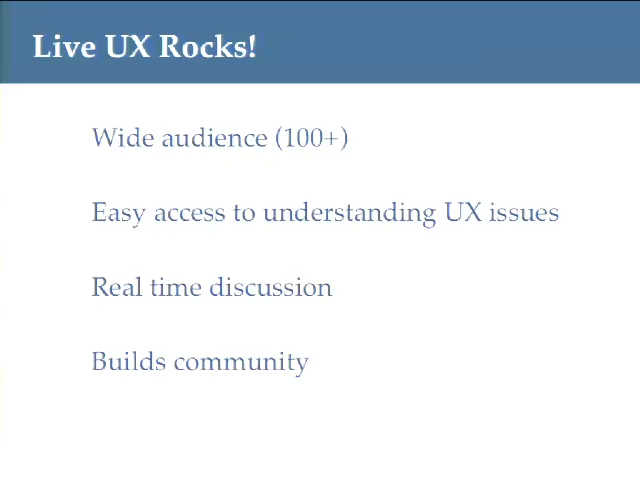 Live UX Rocks!
Wide audience (100+)
Easy access to understanding UX issues
Real time discussion
Builds community